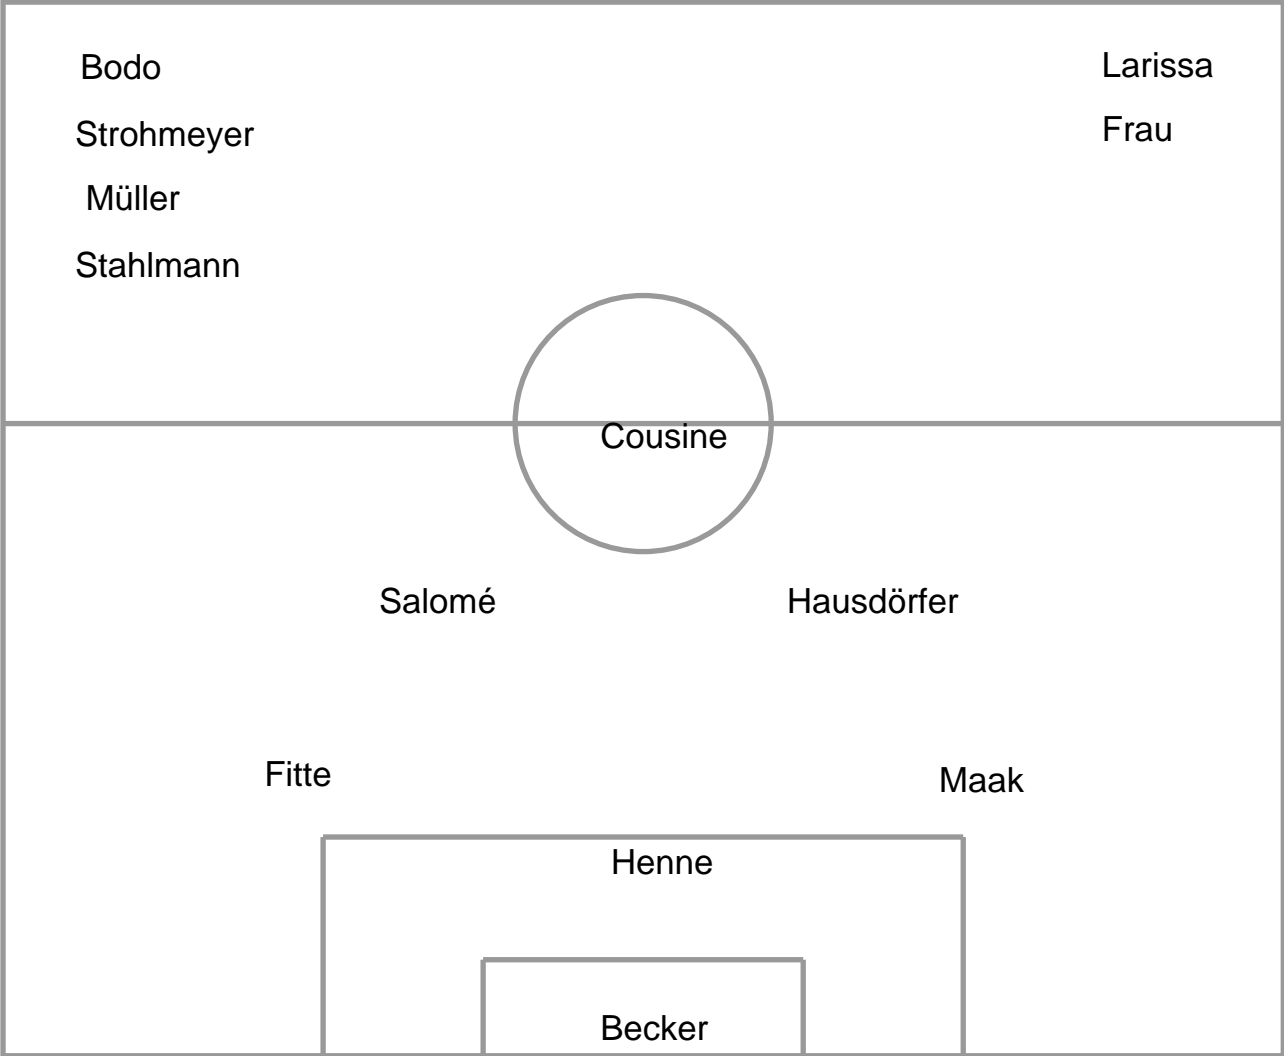 Bodo
Larissa
Strohmeyer
Frau
Müller
Stahlmann
Cousine
Salomé
Hausdörfer
Fitte
Maak
Henne
Becker